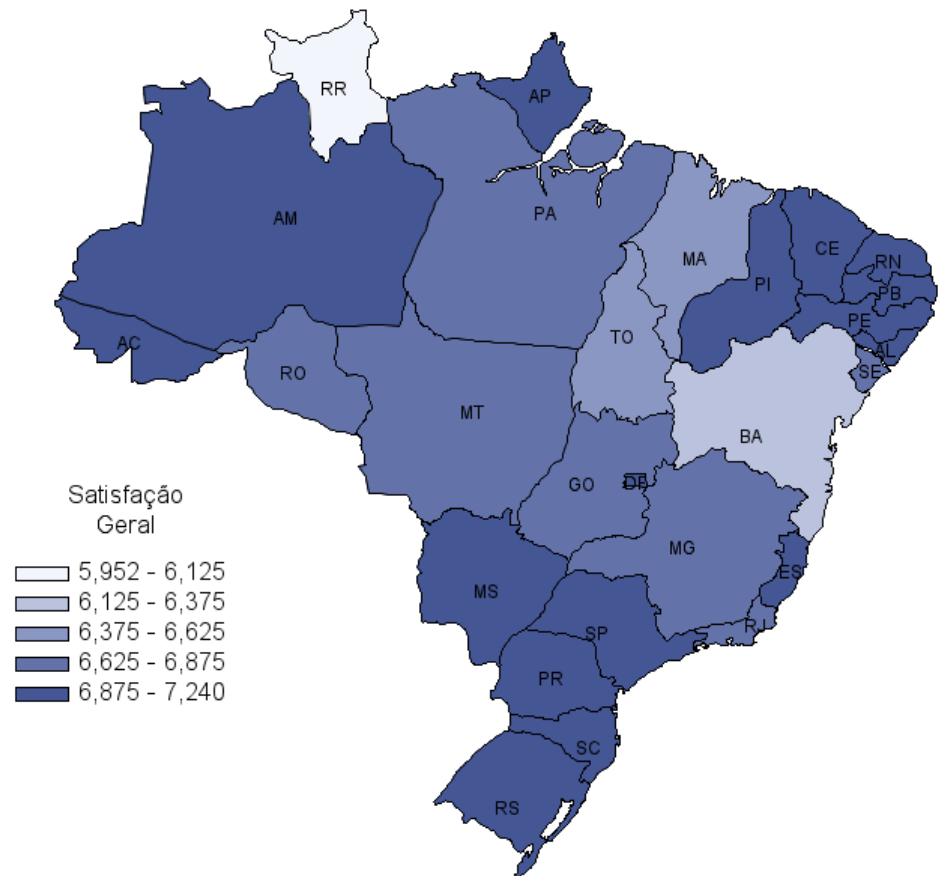 RR
AP
AM
PA
MA
CE
RN
PI
PB
PE
AC
TO
AL
RO
SE
MT
BA
GO
DF
MG
ES
MS
RJ
SP
PR
SC
RS
Satisfação
Geral
5,952 - 6,125
6,125 - 6,375
6,375 - 6,625
6,625 - 6,875
6,875 - 7,240